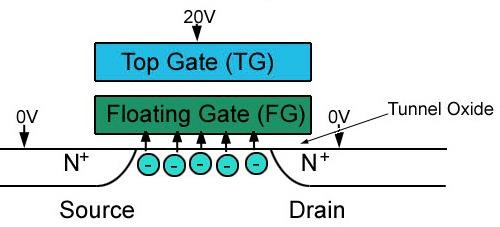 20V
Top Gate (TG)
Floating Gate (FG)
0V
0V
Tunnel Oxide
N+
N+
- - - - -
Source
Drain